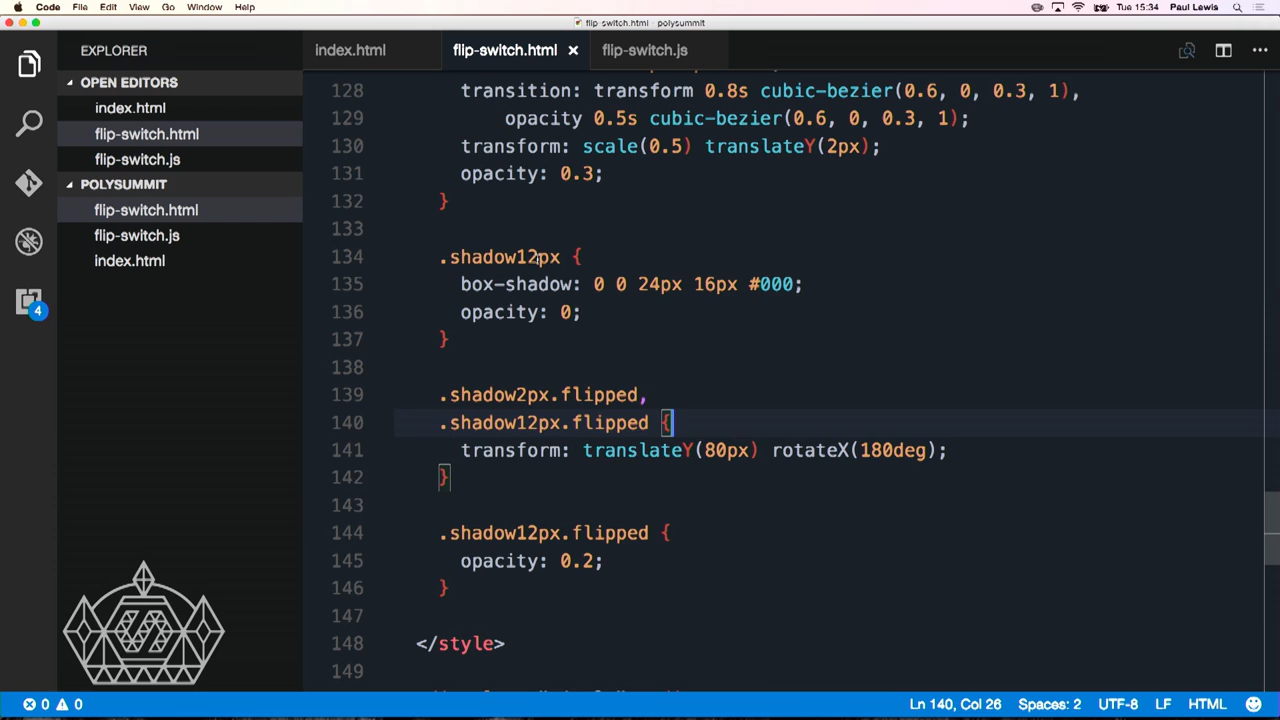 Code File Edit View Go Window Help Tue 15:34 Paul Lewis
flip-switch.html - polysummit
EXPLORER
OPEN EDITORS
index.html
flip-switch.html
flip-switch.js
POLYSUMMIT
flip-switch.html
flip-switch.js
index.html
4
index.html flip-switch.html × flip-switch.js
128 transition: transform 0.8s cubic-bezier(0.6, 0, 0.3, 1),
129 opacity 0.5s cubic-bezier(0.6, 0, 0.3, 1);
130 transform: scale(0.5) translateY(2px);
131 opacity: 0.3;
132 }
133
134 .shadow12px {
135 box-shadow: 0 0 24px 16px #000;
136 opacity: 0;
137 }
138
139 .shadow2px.flipped,
140 .shadow12px.flipped {
141 transform: translateY(80px) rotateX(180deg);
142 }
143
144 .shadow12px.flipped {
145 opacity: 0.2;
146 }
147
148 </style>
149
0 0 Ln 140, Col 26 Spaces: 2 UTF-8 LF HTML